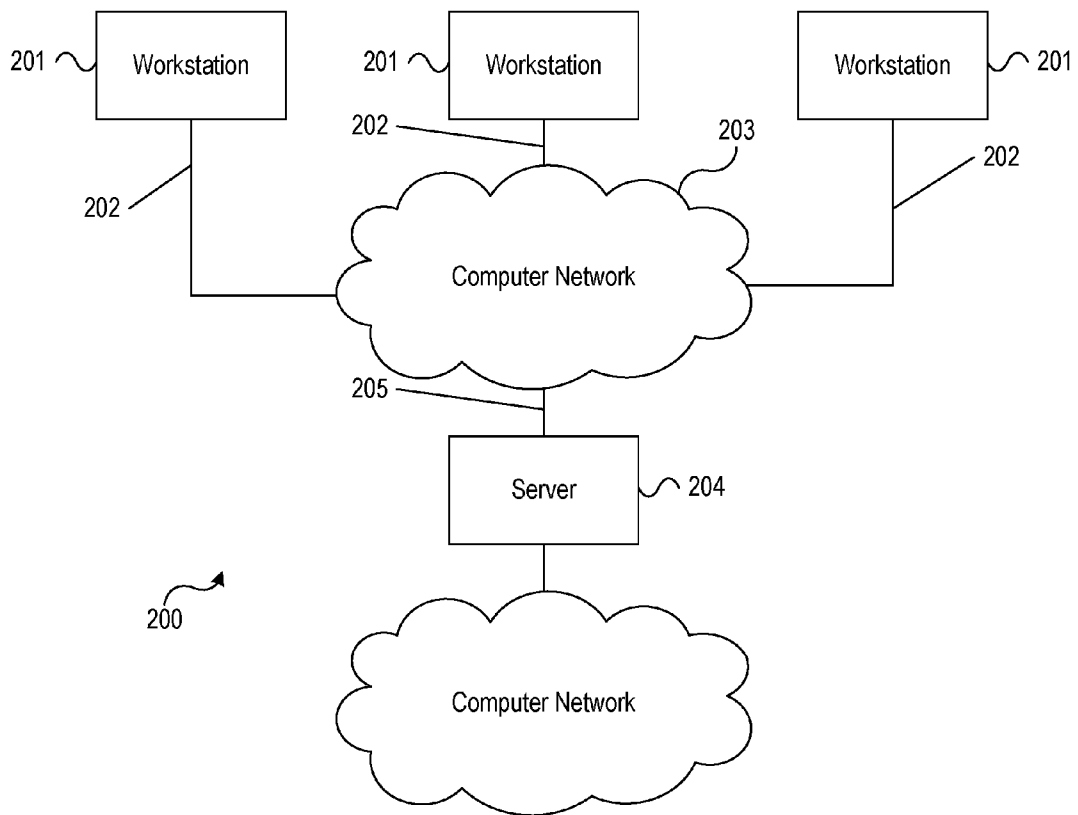 201 Workstation 201 Workstation Workstation 201
202 203
202 202
Computer Network
205
Server 204
200
Computer Network